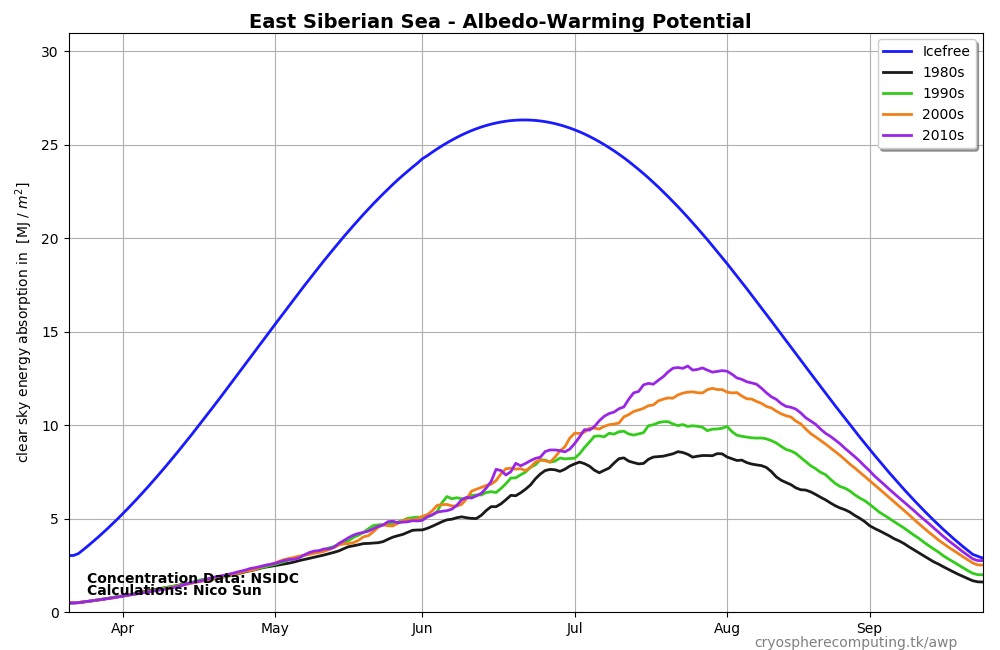 East Siberian Sea - Albedo-Warming Potential
clear sky energy absorption in [MJ / m²]
30
25
20
15
10
5
0
Icefree
1980s
1990s
2000s
2010s
Concentration Data: NSIDC
Calculations: Nico Sun
Apr
May
Jun
Jul
Aug
Sep
cryospherecomputing.tk/awp